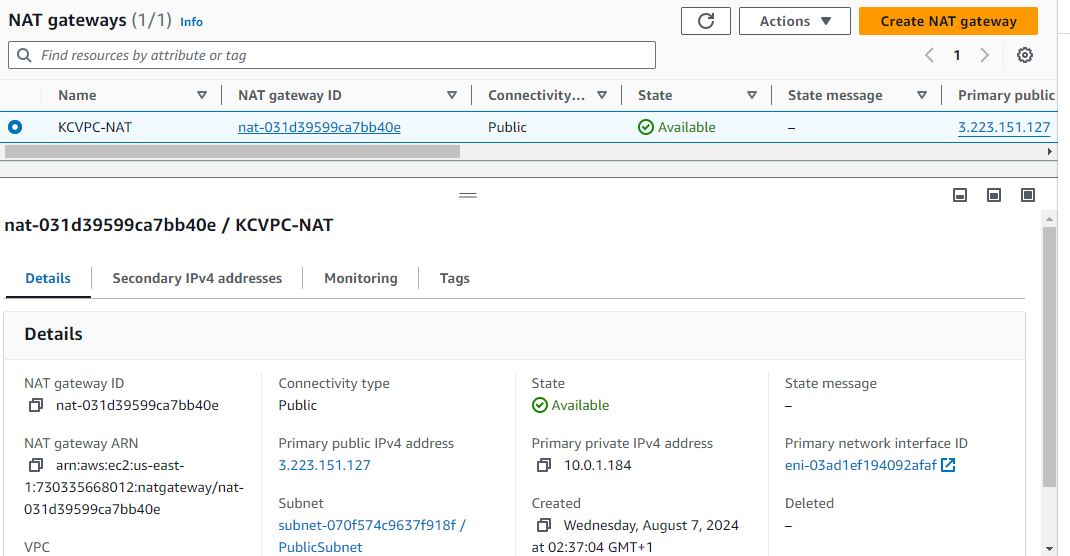 NAT gateways (1/1) Info
Actions
Create NAT gateway
Find resources by attribute or tag
1
Name
NAT gateway ID
Connectivity...
State
State message
Primary public
KCVPC-NAT
nat-031d39599ca7bb40e
Public
Available
–
3.223.151.127
nat-031d39599ca7bb40e / KCVPC-NAT
Details
Secondary IPv4 addresses
Monitoring
Tags
Details
NAT gateway ID
nat-031d39599ca7bb40e
Connectivity type
Public
State
Available
State message
–
NAT gateway ARN
arn:aws:ec2:us-east-
1:730335668012:natgateway/nat-
031d39599ca7bb40e
Primary public IPv4 address
3.223.151.127
Primary private IPv4 address
10.0.1.184
Primary network interface ID
eni-03ad1ef194092afaf
VPC
Subnet
subnet-070f574c9637f918f /
PublicSubnet
Created
Wednesday, August 7, 2024
at 02:37:04 GMT+1
Deleted
–